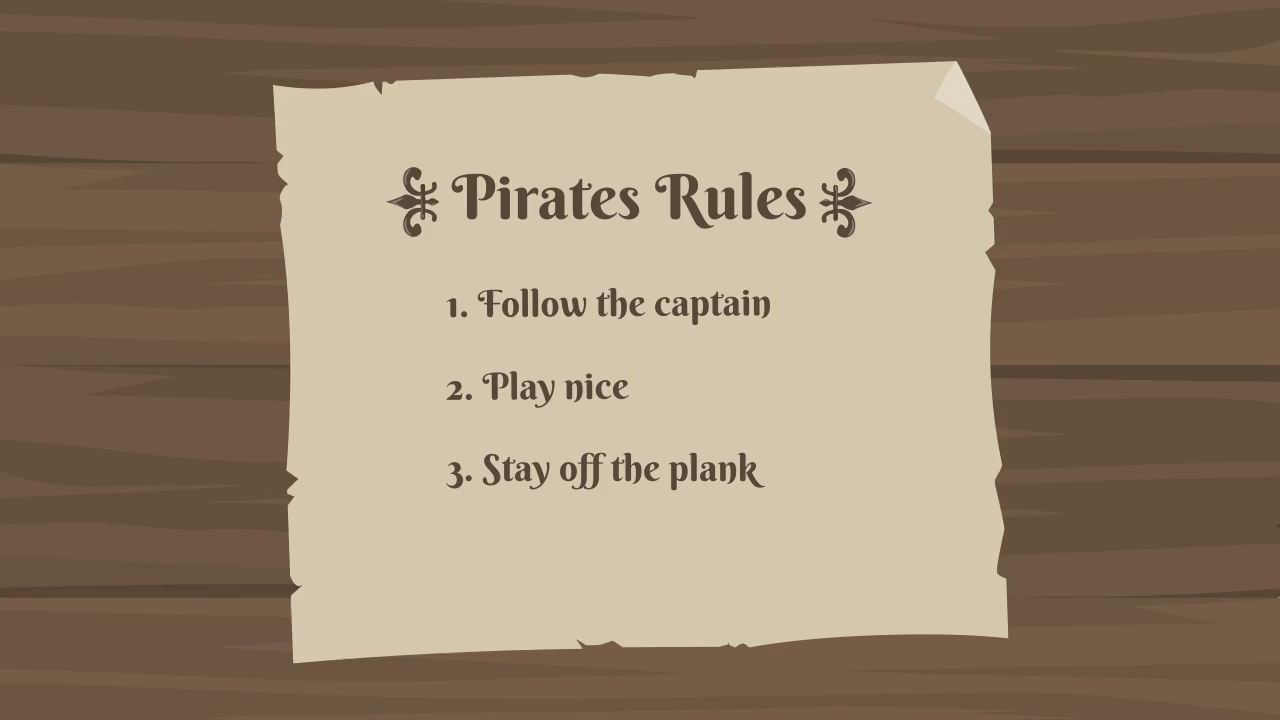 Pirates Rules
1. Follow the captain
2. Play nice
3. Stay off the plank